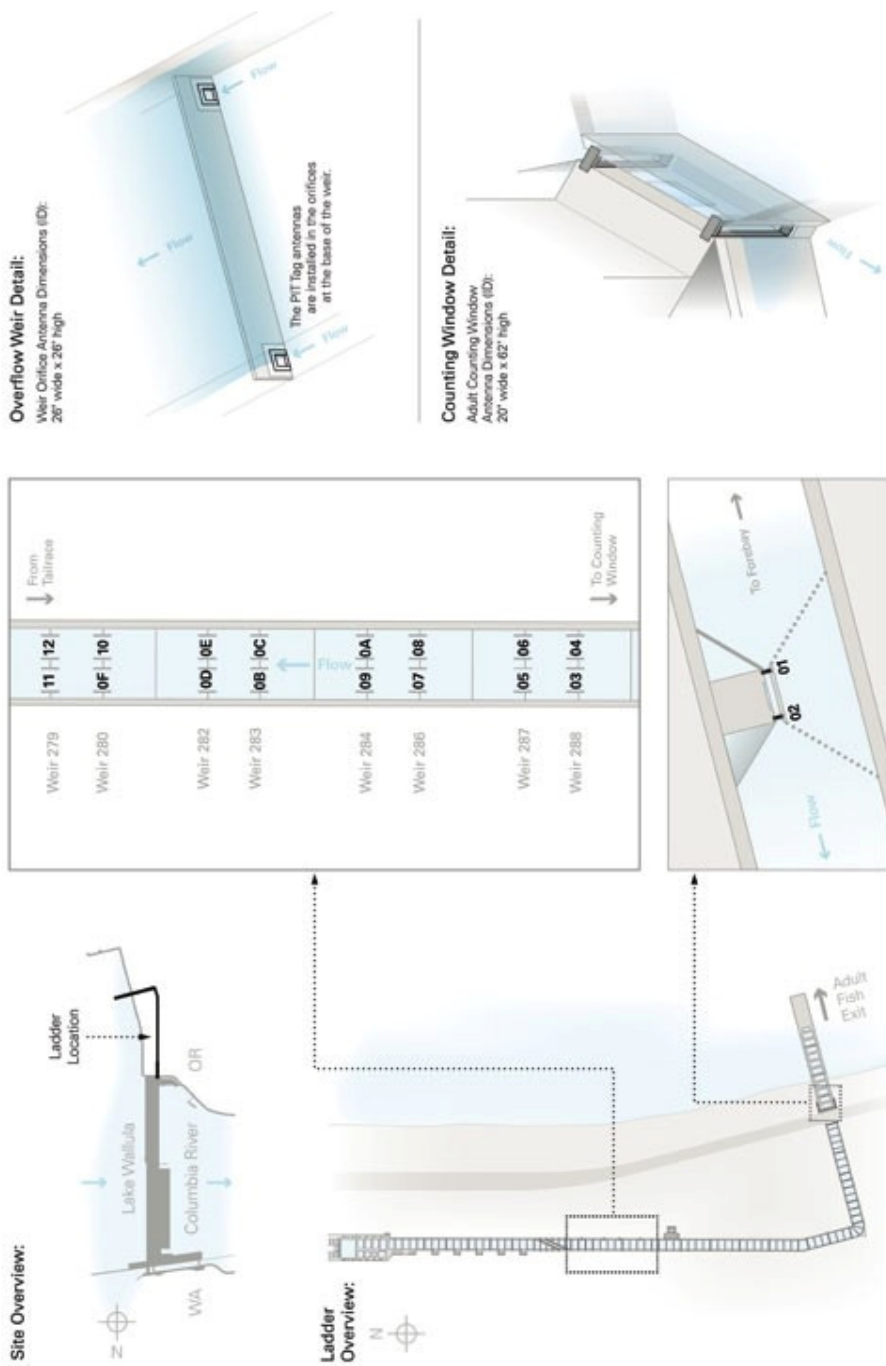 Site Overview:
N
Lake Wallula
Columbia River
WA
OR
Ladder
Location
Ladder
Overview:
N
Adult
Fish
Exit
Weir 279
Weir 280
Weir 282
Weir 283
Weir 284
Weir 286
Weir 287
Weir 288
11 12
0F 10
0D 0E
0B 0C
09 0A
07 08
05 06
03 04
Flow
From
Tailrace
To Counting
Window
Flow
02
01
To Forebay
Overflow Weir Detail:
Weir Orifice Antenna Dimensions (ID):
26" wide x 26" high
Flow
Flow
Flow
The PIT Tag antennas
are installed in the orifices
at the base of the weir.
Counting Window Detail:
Adult Counting Window
Antenna Dimensions (ID):
20" wide x 62" high
Flow